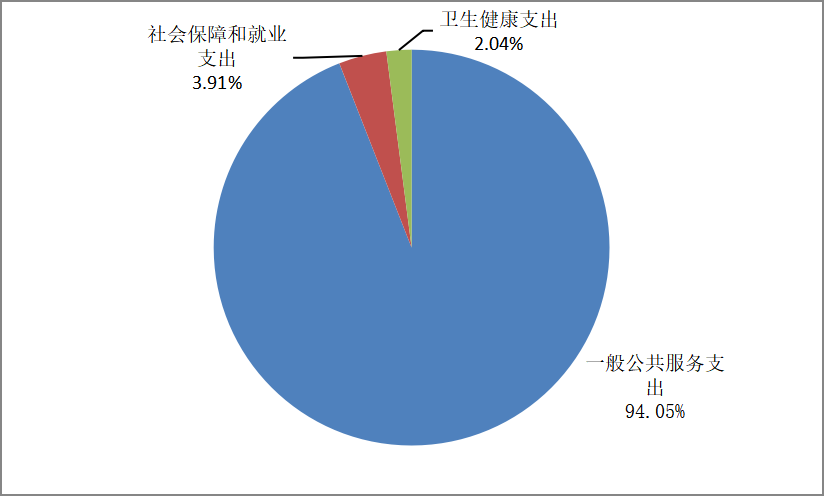 卫生健康支出
2.04%
社会保障和就业
支出
3.91%
一般公共服务支
出
94.05%